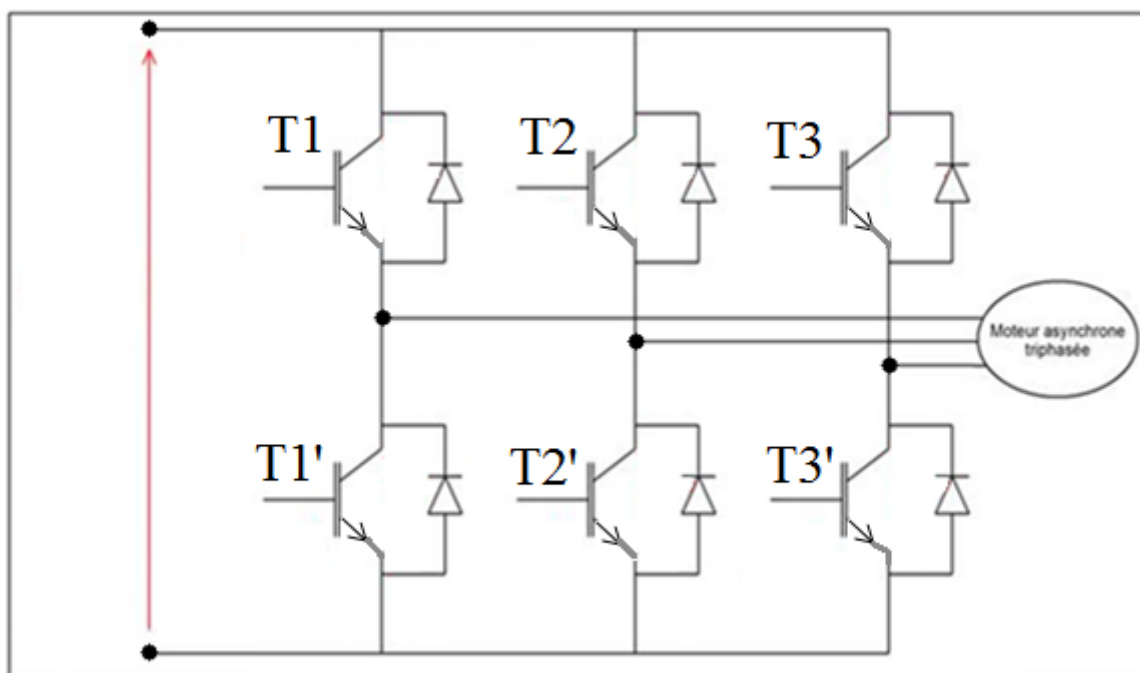 T1
T2
T3
Moteur asynchrone
triphasée
T1'
T2'
T3'